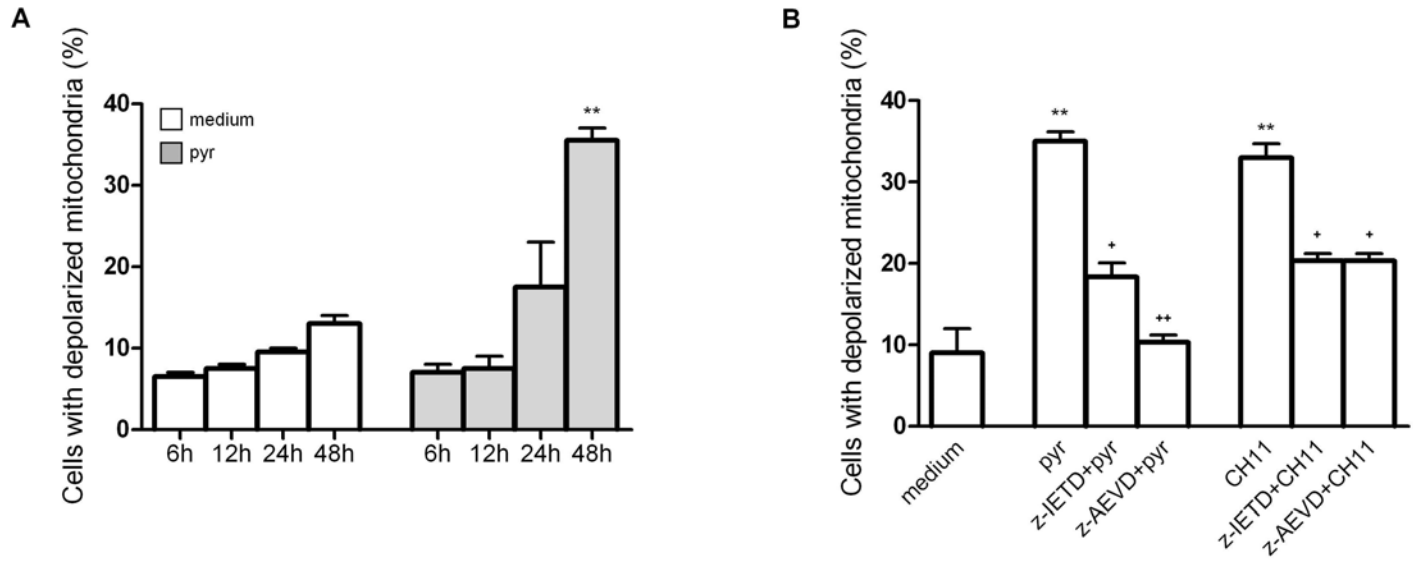 A
Cells with depolarized mitochondria (%)
40
30
20
10
0
medium
pyr
**
6h 12h 24h 48h 6h 12h 24h 48h
B
Cells with depolarized mitochondria (%)
40
30
20
10
0
** + ++ ** + +
medium
pyr
z-IETD+pyr
z-AEVD+pyr
CH11
z-IETD+CH11
z-AEVD+CH11